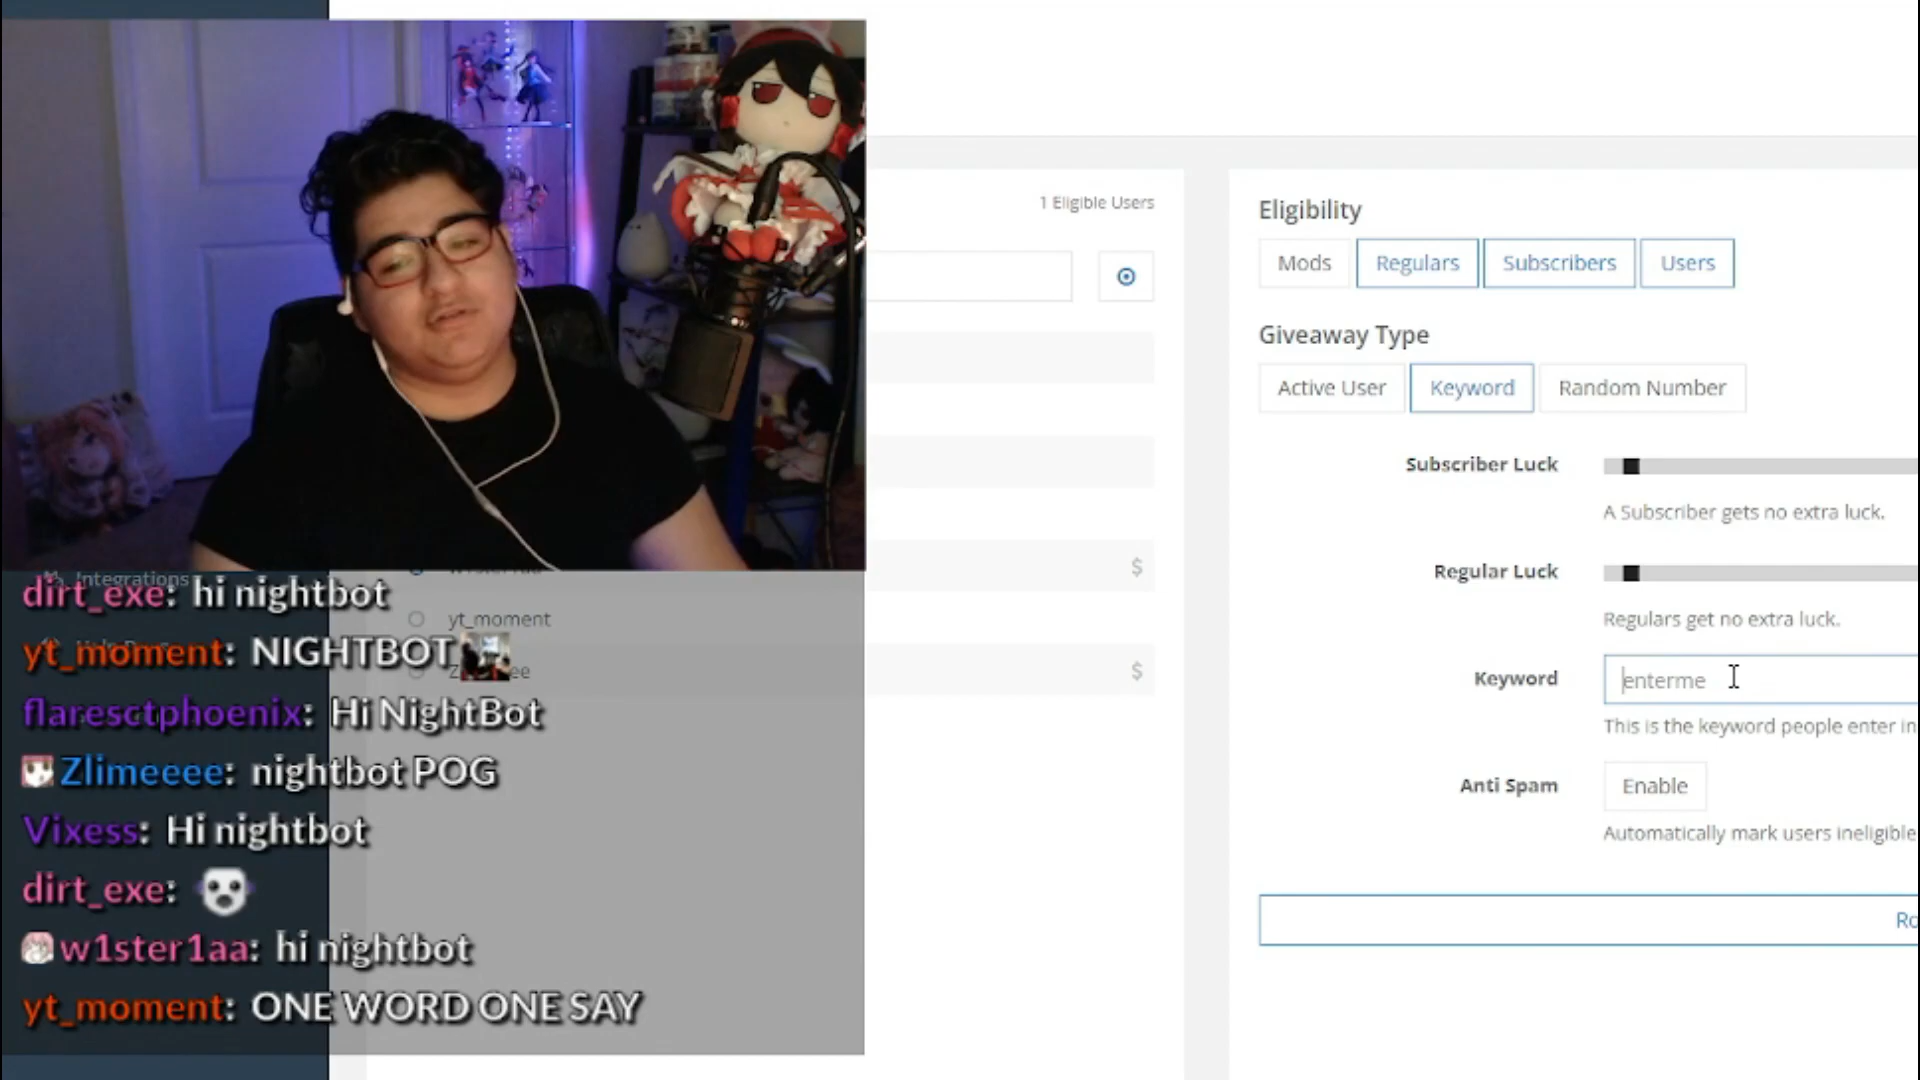 1 Eligible Users
Integrations
dirt_exe: hi nightbot
yt_moment: NIGHTBOT
flaresctphoenix: Hi NightBot
Zlimeeee: nightbot POG
Vixess: Hi nightbot
dirt_exe:
w1ster1aa: hi nightbot
yt_moment: ONE WORD ONE SAY
$
yt_moment
$
Eligibility
Mods Regulars Subscribers Users
Giveaway Type
Active User Keyword Random Number
Subscriber Luck
A Subscriber gets no extra luck.
Regular Luck
Regulars get no extra luck.
Keyword enterme
This is the keyword people enter in
Anti Spam Enable
Automatically mark users ineligible